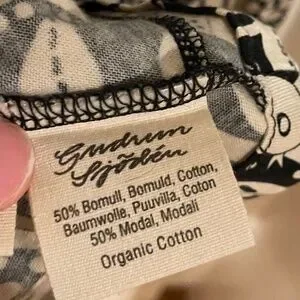 Gudrun
Sjödén
50% Bomull, Bomuld, Cotton,
Baumwolle, Puuvilla, Coton
50% Modal, Modali
Organic Cotton